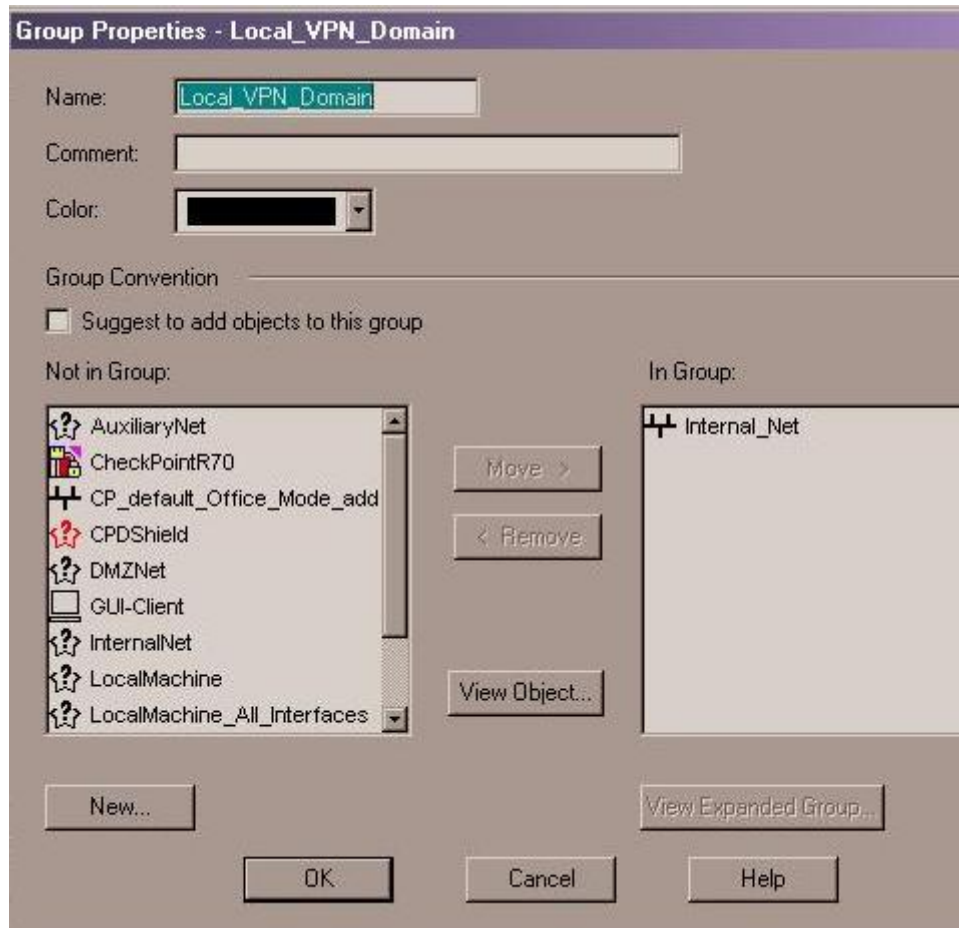 Group Properties - Local_VPN_Domain
Name: Local_VPN_Domain
Comment:
Color:
Group Convention
Suggest to add objects to this group
Not in Group:
In Group:
AuxiliaryNet
CheckPointR70
CP_default_Office_Mode_add
CPDShield
DMZNet
GUI-Client
InternalNet
LocalMachine
LocalMachine_All_Interfaces
Move >
< Remove
View Object...
Internal_Net
New...
View Expanded Group...
OK
Cancel
Help